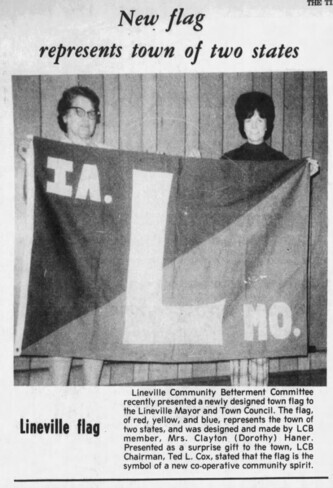 THE TI
New flag
represents town of two states
IA.
L
MO.
Lineville flag
Lineville Community Betterment Committee
recently presented a newly designed town flag to
the Lineville Mayor and Town Council. The flag,
of red, yellow, and blue, represents the town of
two states, and was designed and made by LCB
member, Mrs. Clayton (Dorothy) Haner.
Presented as a surprise gift to the town, LCB
Chairman, Ted L. Cox, stated that the flag is the
symbol of a new co-operative community spirit.